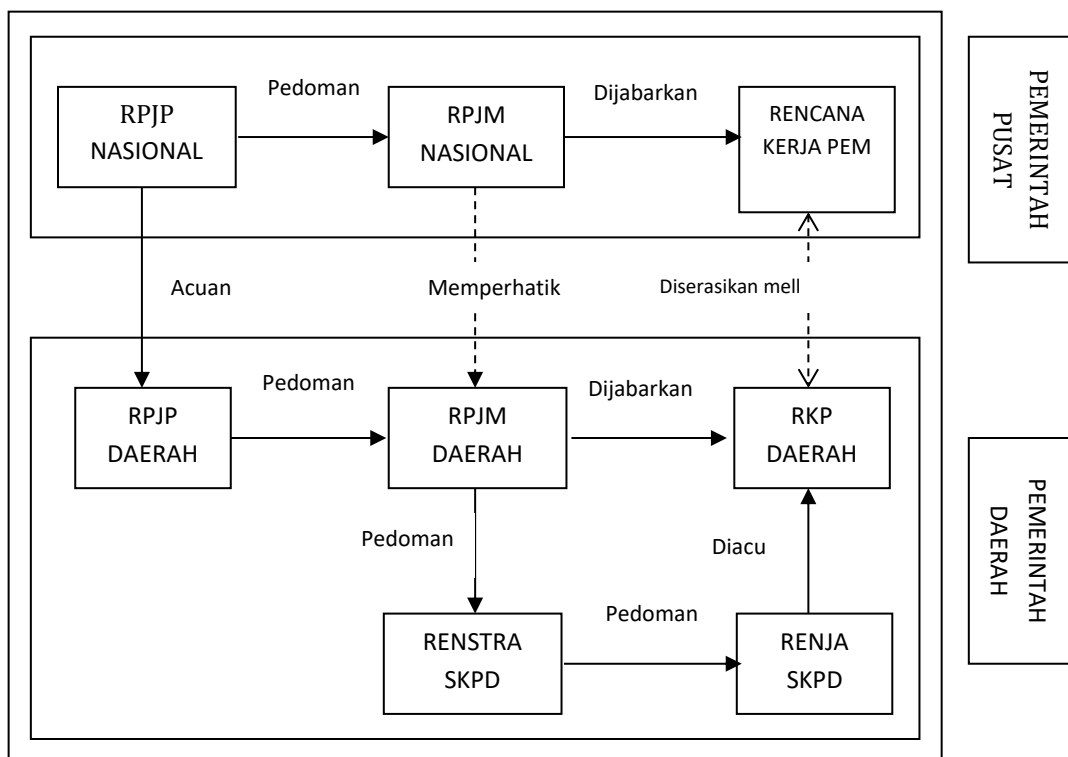 Pedoman
Dijabarkan
RPJP
NASIONAL
RPJM
NASIONAL
RENCANA
KERJA PEM
PEMERINTAH
PUSAT
Acuan
Memperhatik
Diserasikan mell
Pedoman
Dijabarkan
RPJP
DAERAH
RPJM
DAERAH
RKP
DAERAH
PEMERINTAH
DAERAH
Pedoman
Diacu
Pedoman
RENSTRA
SKPD
RENJA
SKPD